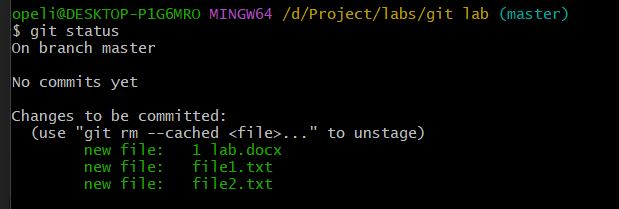 opeli@DESKTOP-P1G6MRO MINGW64 /d/Project/labs/git lab (master)
$ git status
On branch master
No commits yet
Changes to be committed:
(use "git rm --cached <file>..." to unstage)
new file:   1 lab.docx
new file:   file1.txt
new file:   file2.txt